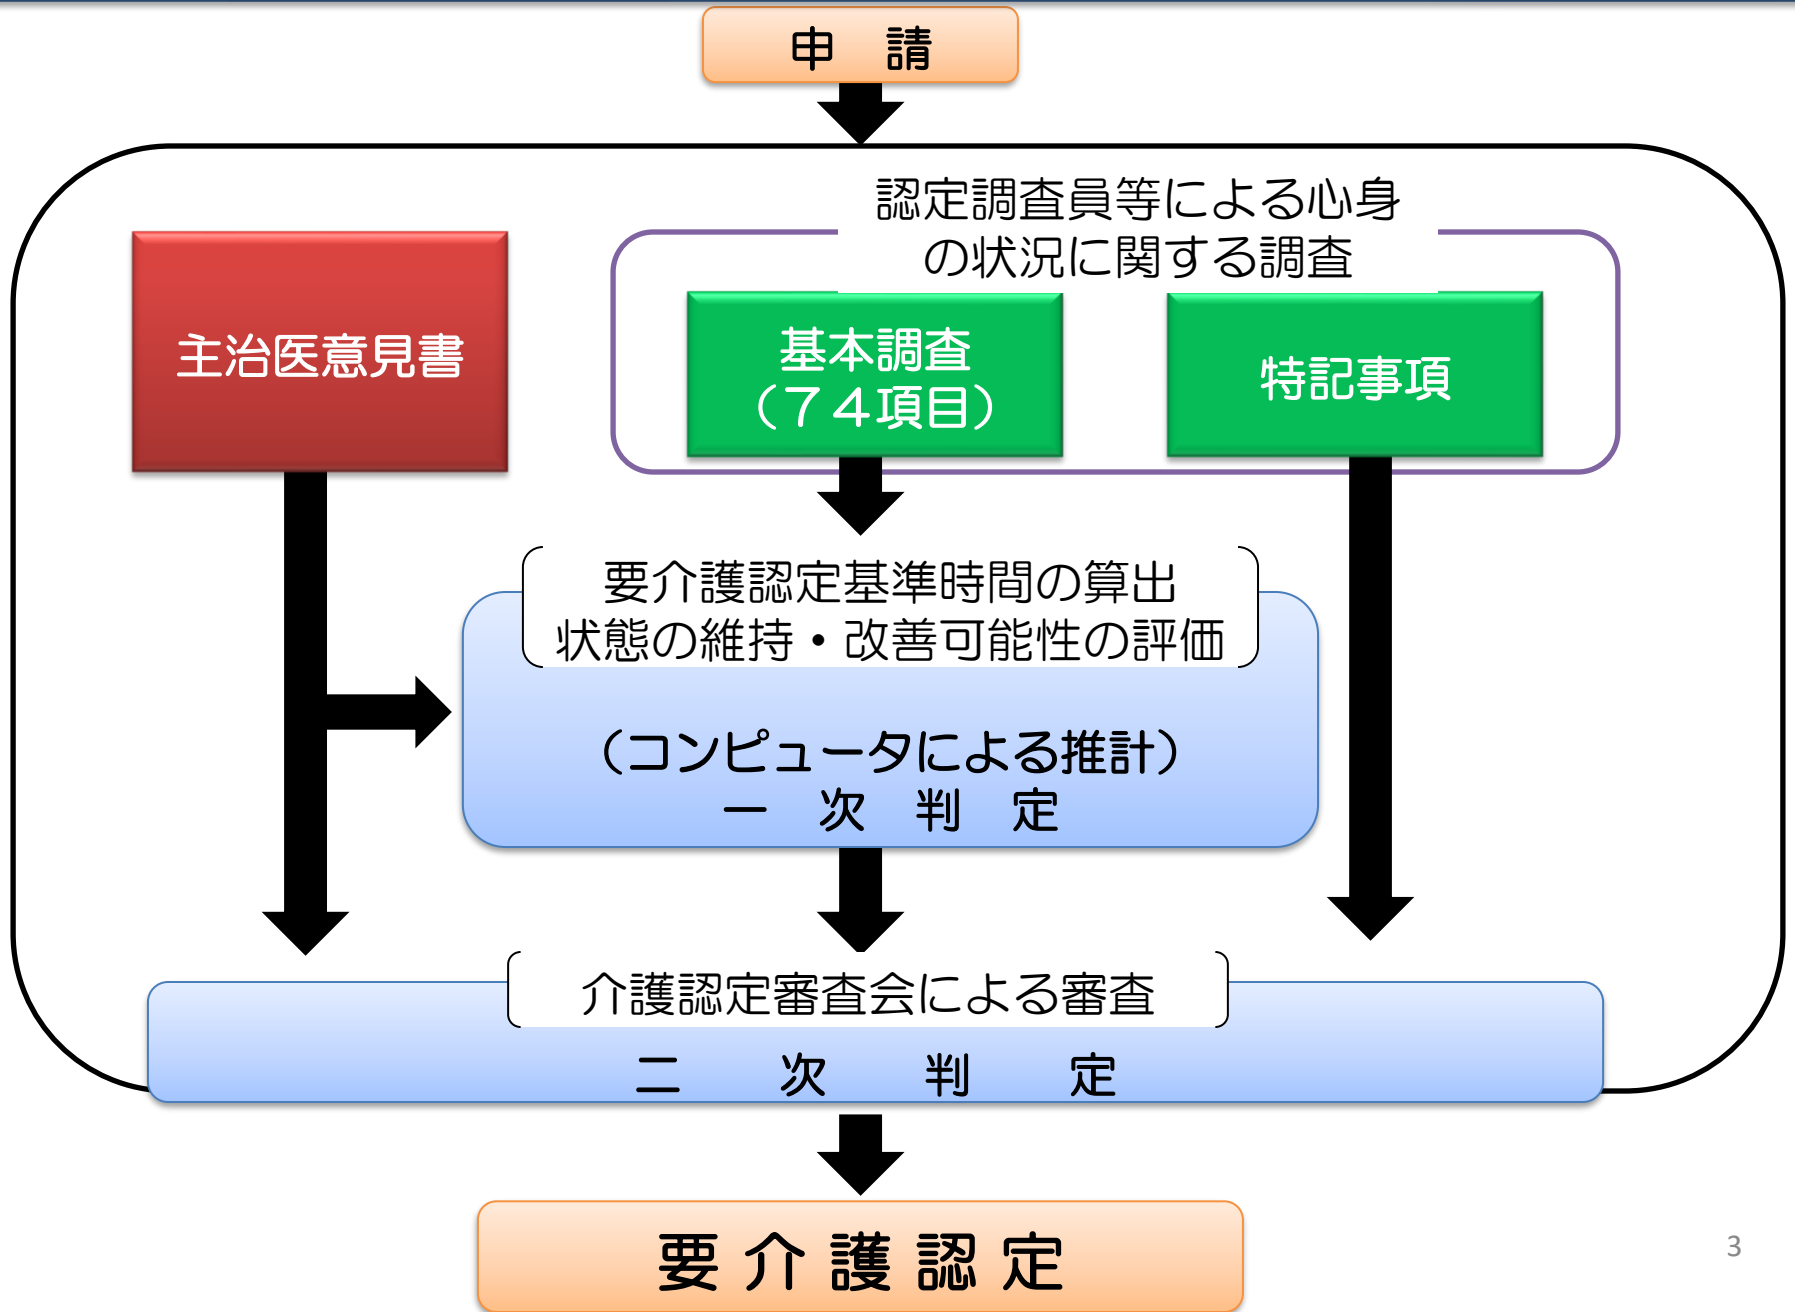 申　請
認定調査員等による心身
の状況に関する調査
主治医意見書
基本調査
（７４項目）
特記事項
要介護認定基準時間の算出
状態の維持・改善可能性の評価
（コンピュータによる推計）
一　次　判　定
介護認定審査会による審査
二　次　判　定
要介護認定
3